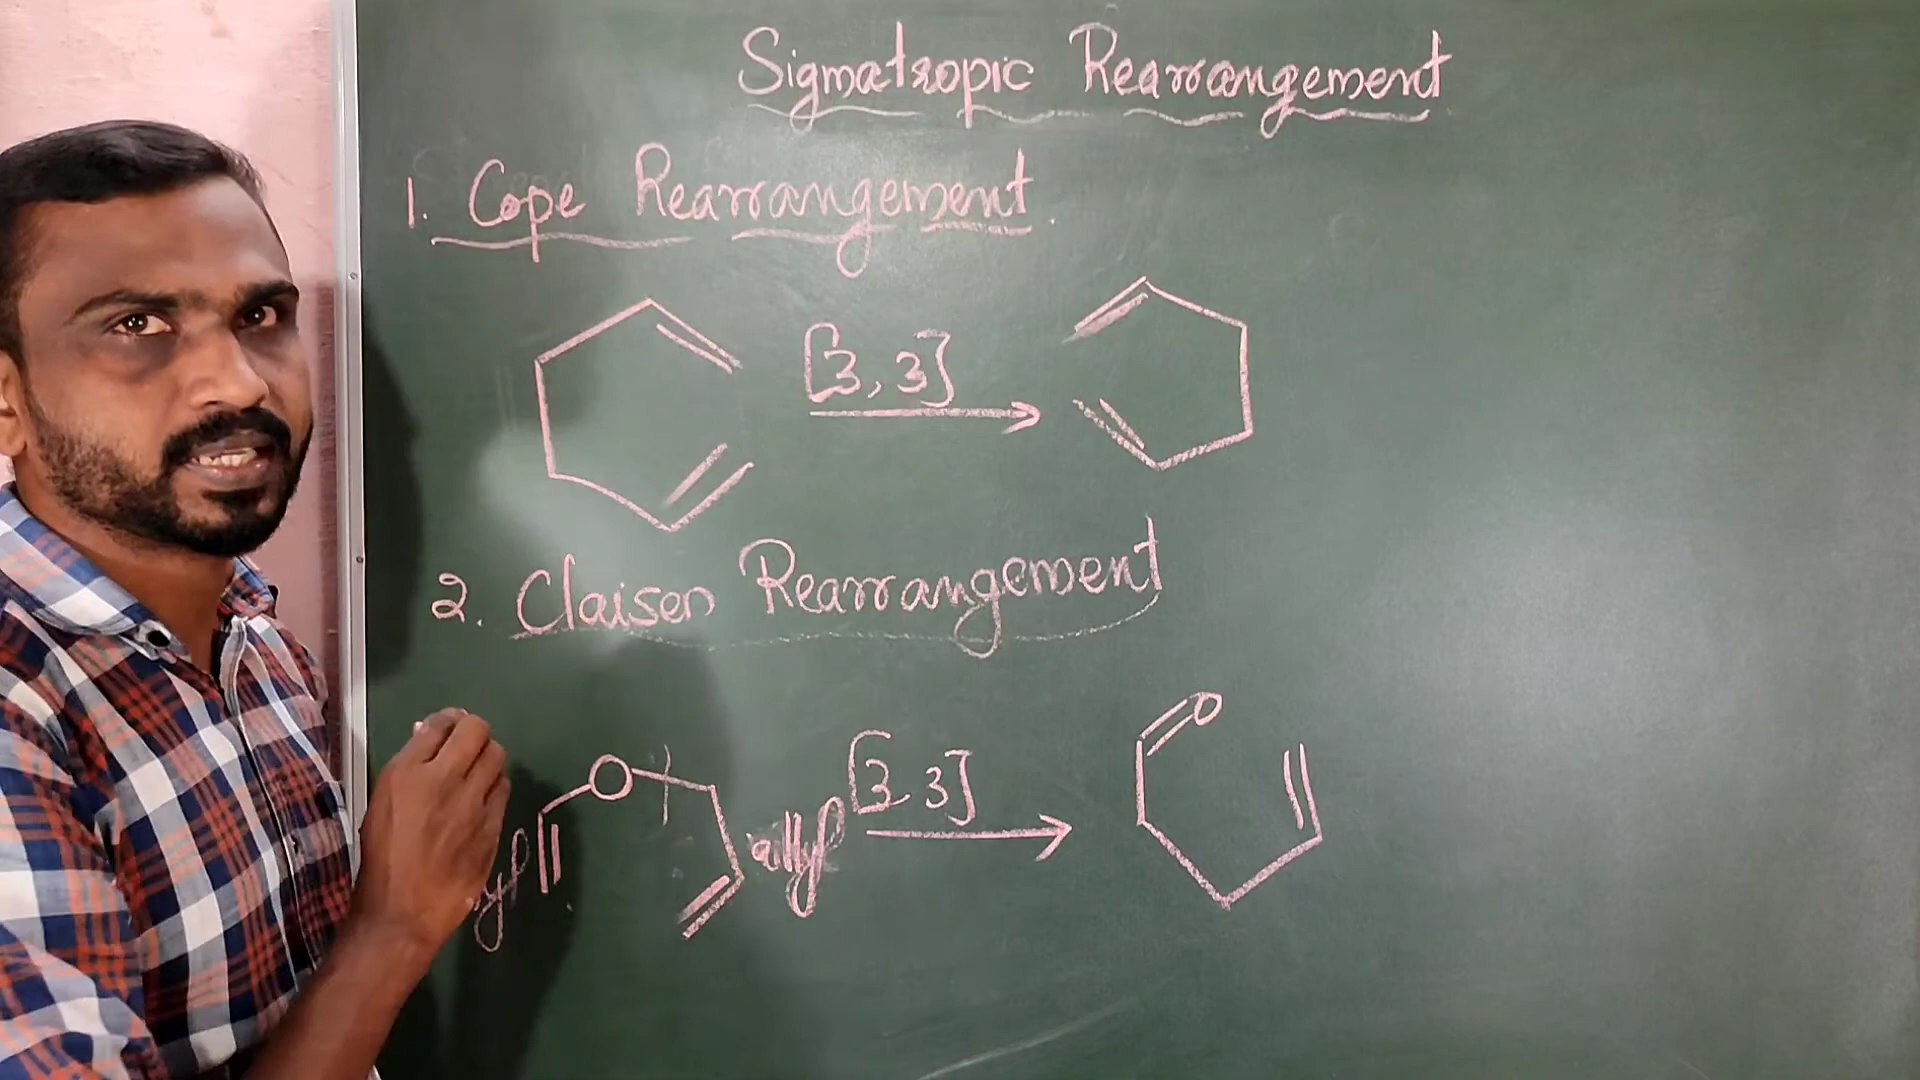 Sigmatropic Rearrangement
1. Cope Rearrangement
[3,3]
2. Claisen Rearrangement
O
O
[3 3]
allyl